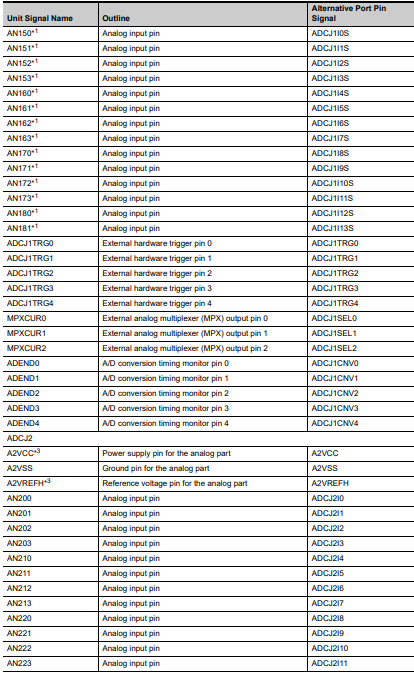 Unit Signal Name Outline Alternative Port Pin Signal
AN150*1 Analog input pin ADCJ1I0S
AN151*1 Analog input pin ADCJ1I1S
AN152*1 Analog input pin ADCJ1I2S
AN153*1 Analog input pin ADCJ1I3S
AN160*1 Analog input pin ADCJ1I4S
AN161*1 Analog input pin ADCJ1I5S
AN162*1 Analog input pin ADCJ1I6S
AN163*1 Analog input pin ADCJ1I7S
AN170*1 Analog input pin ADCJ1I8S
AN171*1 Analog input pin ADCJ1I9S
AN172*1 Analog input pin ADCJ1I10S
AN173*1 Analog input pin ADCJ1I11S
AN180*1 Analog input pin ADCJ1I12S
AN181*1 Analog input pin ADCJ1I13S
ADCJ1TRG0 External hardware trigger pin 0 ADCJ1TRG0
ADCJ1TRG1 External hardware trigger pin 1 ADCJ1TRG1
ADCJ1TRG2 External hardware trigger pin 2 ADCJ1TRG2
ADCJ1TRG3 External hardware trigger pin 3 ADCJ1TRG3
ADCJ1TRG4 External hardware trigger pin 4 ADCJ1TRG4
MPXCUR0 External analog multiplexer (MPX) output pin 0 ADCJ1SEL0
MPXCUR1 External analog multiplexer (MPX) output pin 1 ADCJ1SEL1
MPXCUR2 External analog multiplexer (MPX) output pin 2 ADCJ1SEL2
ADEND0 A/D conversion timing monitor pin 0 ADCJ1CNV0
ADEND1 A/D conversion timing monitor pin 1 ADCJ1CNV1
ADEND2 A/D conversion timing monitor pin 2 ADCJ1CNV2
ADEND3 A/D conversion timing monitor pin 3 ADCJ1CNV3
ADEND4 A/D conversion timing monitor pin 4 ADCJ1CNV4
ADCJ2
A2VCC*3 Power supply pin for the analog part A2VCC
A2VSS Ground pin for the analog part A2VSS
A2VREFH*3 Reference voltage pin for the analog part A2VREFH
AN200 Analog input pin ADCJ2I0
AN201 Analog input pin ADCJ2I1
AN202 Analog input pin ADCJ2I2
AN203 Analog input pin ADCJ2I3
AN210 Analog input pin ADCJ2I4
AN211 Analog input pin ADCJ2I5
AN212 Analog input pin ADCJ2I6
AN213 Analog input pin ADCJ2I7
AN220 Analog input pin ADCJ2I8
AN221 Analog input pin ADCJ2I9
AN222 Analog input pin ADCJ2I10
AN223 Analog input pin ADCJ2I11